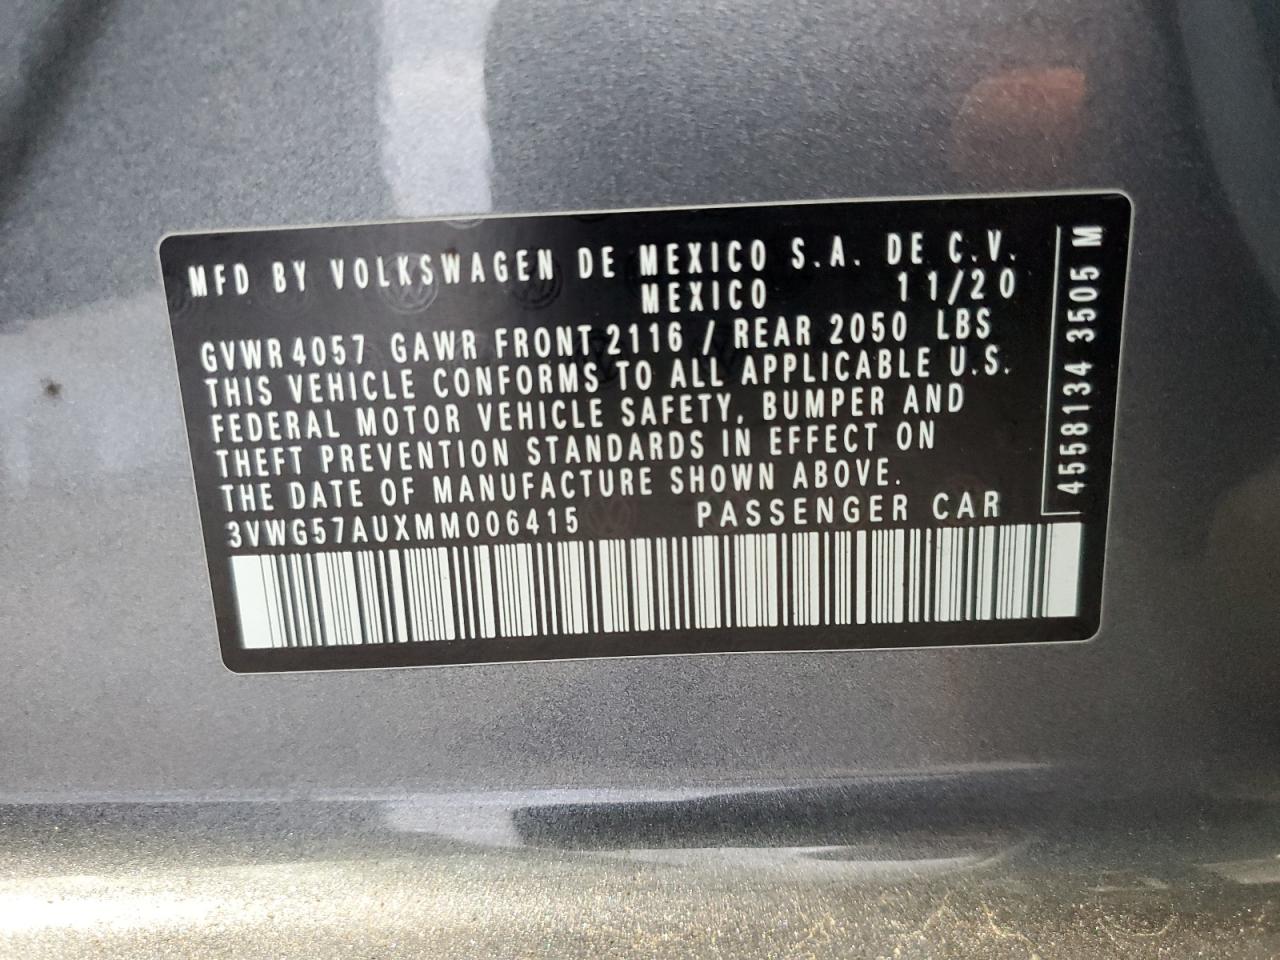 MFD BY VOLKSWAGEN DE MEXICO S.A. DE C.V.
MEXICO 11/20
GVWR 4057 GAWR FRONT 2116 / REAR 2050 LBS
THIS VEHICLE CONFORMS TO ALL APPLICABLE U.S.
FEDERAL MOTOR VEHICLE SAFETY, BUMPER AND
THEFT PREVENTION STANDARDS IN EFFECT ON
THE DATE OF MANUFACTURE SHOWN ABOVE.
3VWG57AUXMM006415 PASSENGER CAR
4558134 3505 M